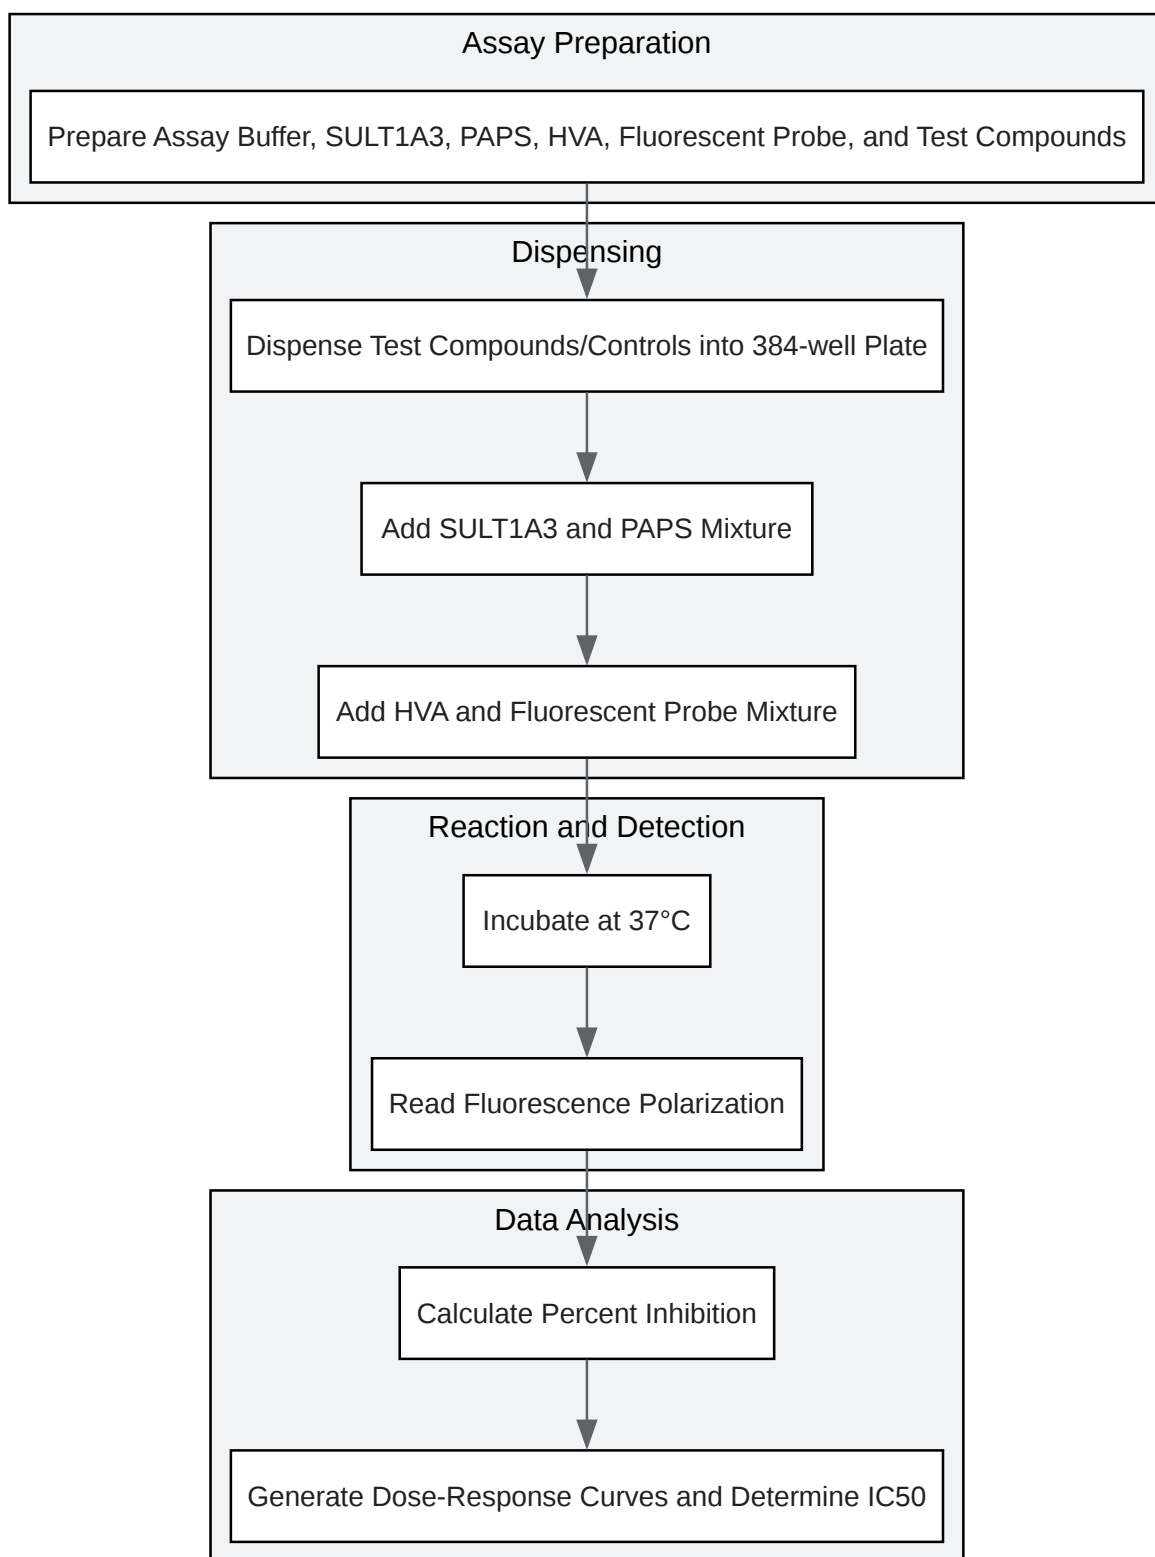 Assay Preparation
Prepare Assay Buffer, SULT1A3, PAPS, HVA, Fluorescent Probe, and Test Compounds
Dispensing
Dispense Test Compounds/Controls into 384-well Plate
Add SULT1A3 and PAPS Mixture
Add HVA and Fluorescent Probe Mixture
Reaction and Detection
Incubate at 37°C
Read Fluorescence Polarization
Data Analysis
Calculate Percent Inhibition
Generate Dose-Response Curves and Determine IC50